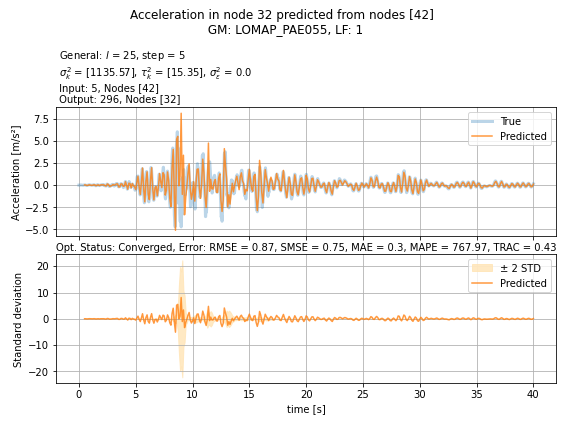 Acceleration in node 32 predicted from nodes [42]
GM: LOMAP_PAE055, LF: 1
General: l = 25, step = 5
σ²ₖ = [1135.57], τ²ₖ = [15.35], σ²_ε = 0.0
Input: 5, Nodes [42]
Output: 296, Nodes [32]
Acceleration [m/s²]
7.5
5.0
2.5
0.0
−2.5
−5.0
True
Predicted
Opt. Status: Converged, Error: RMSE = 0.87, SMSE = 0.75, MAE = 0.3, MAPE = 767.97, TRAC = 0.43
Standard deviation
20
10
0
−10
−20
± 2 STD
Predicted
0 5 10 15 20 25 30 35 40
time [s]